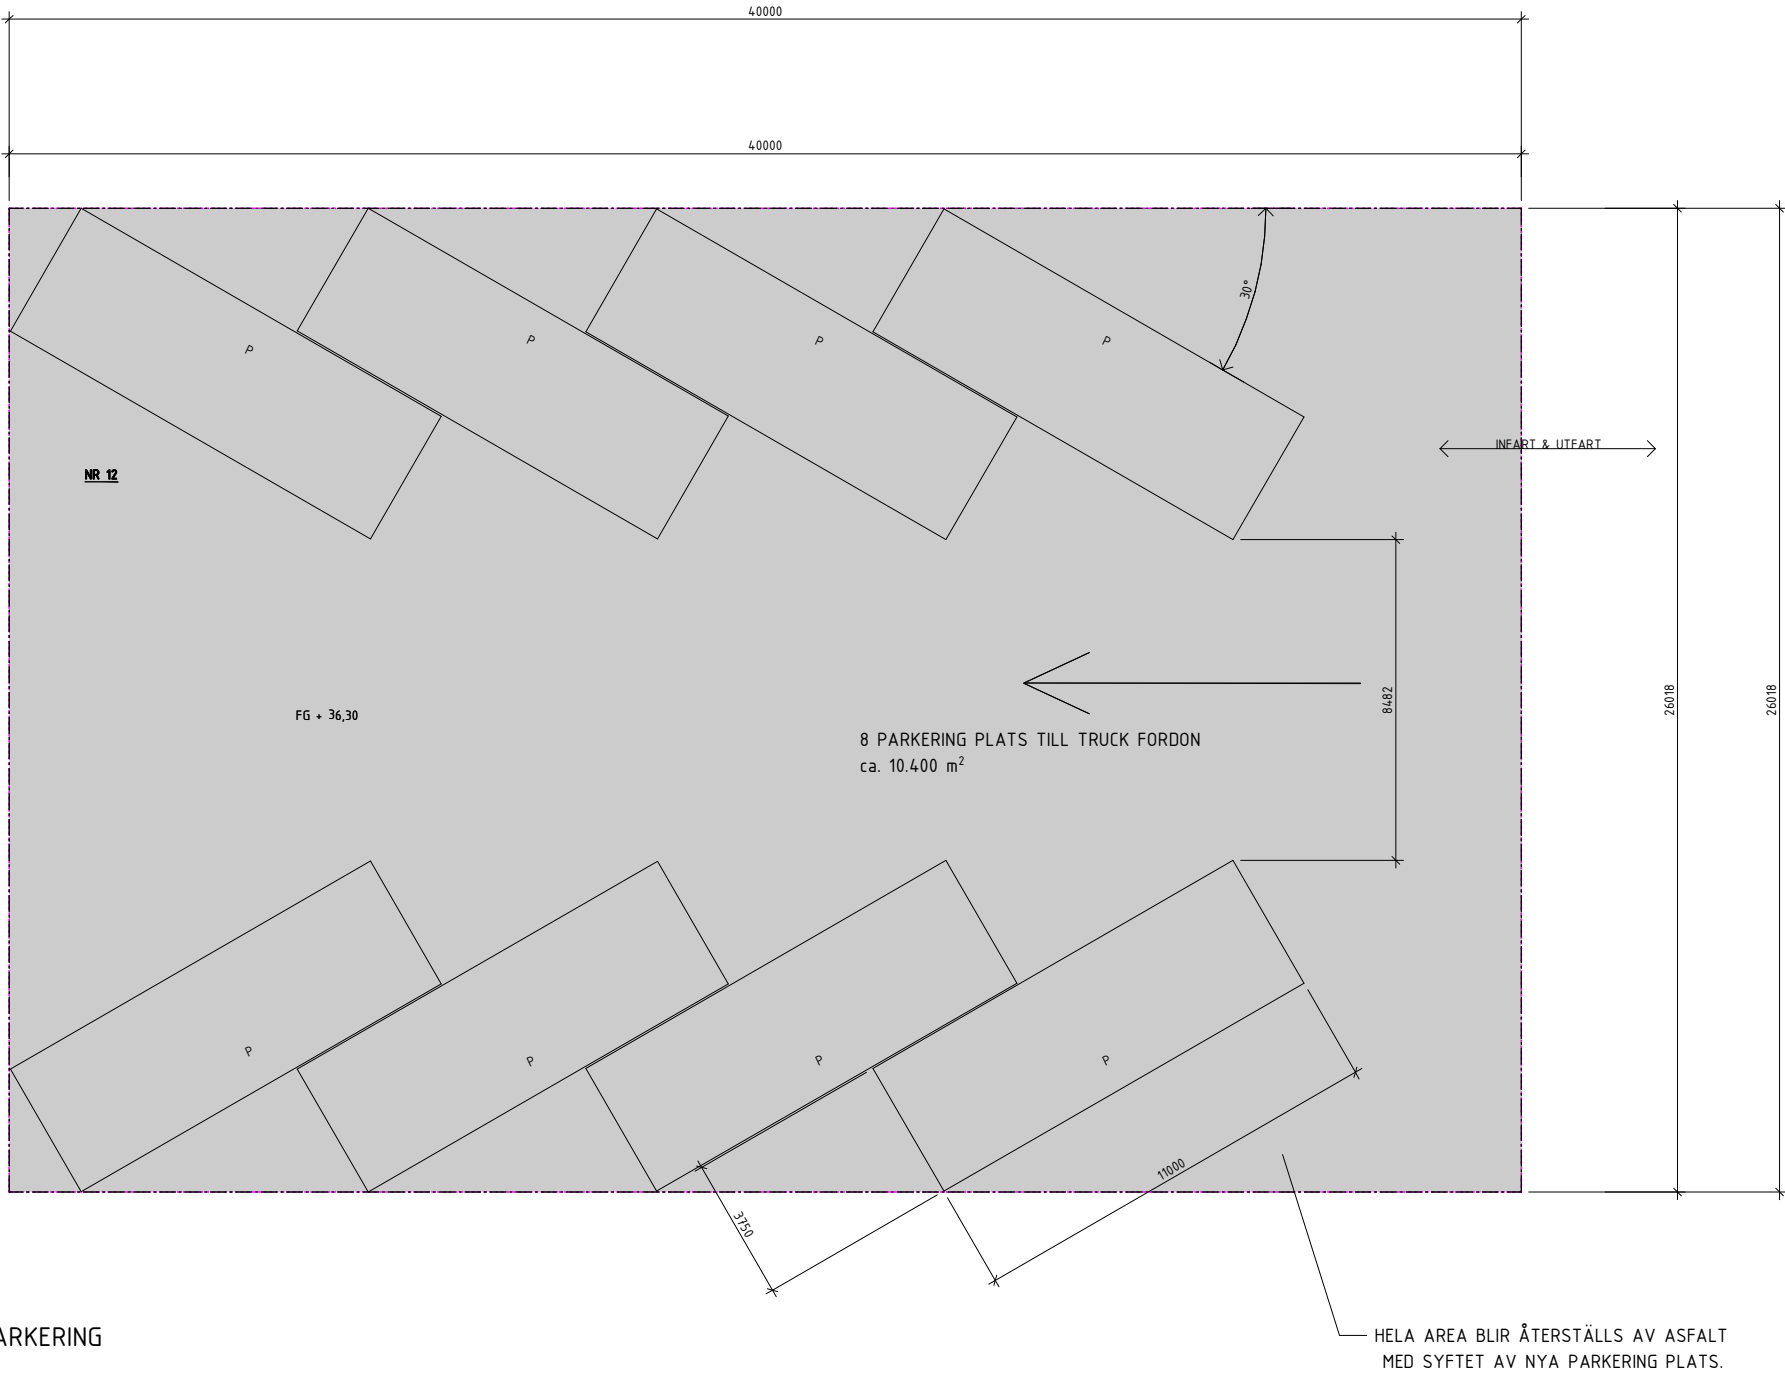 40000
40000
30°
P
P
P
P
INFART & UTFART
NR 12
8482
26018
26018
FG + 36,30
8 PARKERING PLATS TILL TRUCK FORDON
ca. 10.400 m²
P
P
P
P
11000
3750
ARKERING
HELA AREA BLIR ÅTERSTÄLLS AV ASFALT
MED SYFTET AV NYA PARKERING PLATS.